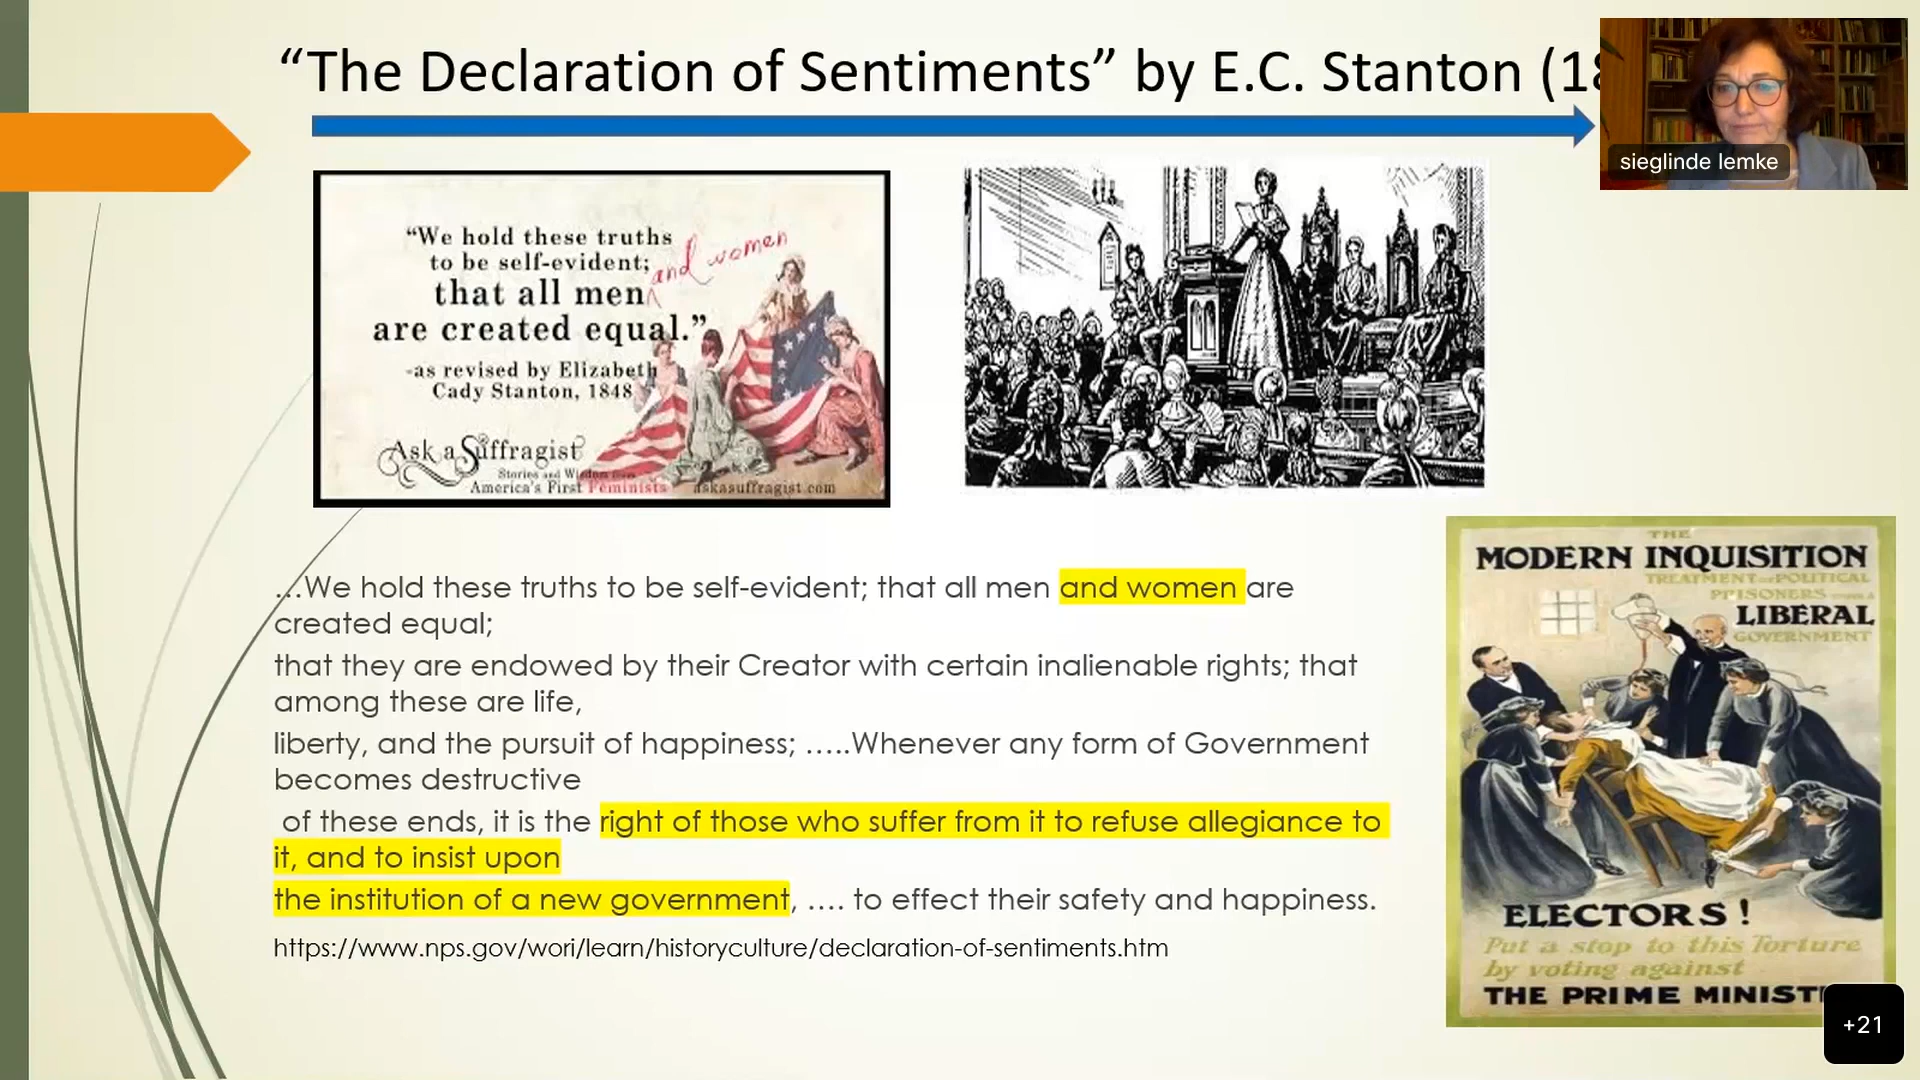 “The Declaration of Sentiments” by E.C. Stanton (18
sieglinde lemke
“We hold these truths
to be self-evident;
and women
that all men
are created equal.”
-as revised by Elizabeth
Cady Stanton, 1848
Ask a Suffragist
Stories and Wisdom from
America's First Feminists
askasuffragist.com
…We hold these truths to be self-evident; that all men and women are
created equal;
that they are endowed by their Creator with certain inalienable rights; that
among these are life,
liberty, and the pursuit of happiness; …..Whenever any form of Government
becomes destructive
of these ends, it is the right of those who suffer from it to refuse allegiance to
it, and to insist upon
the institution of a new government, …. to effect their safety and happiness.
https://www.nps.gov/wori/learn/historyculture/declaration-of-sentiments.htm
THE
MODERN INQUISITION
TREATMENT OF POLITICAL
PRISONERS UNDER A
LIBERAL
GOVERNMENT
ELECTORS!
Put a stop to this Torture
by voting against
THE PRIME MINIST
+21